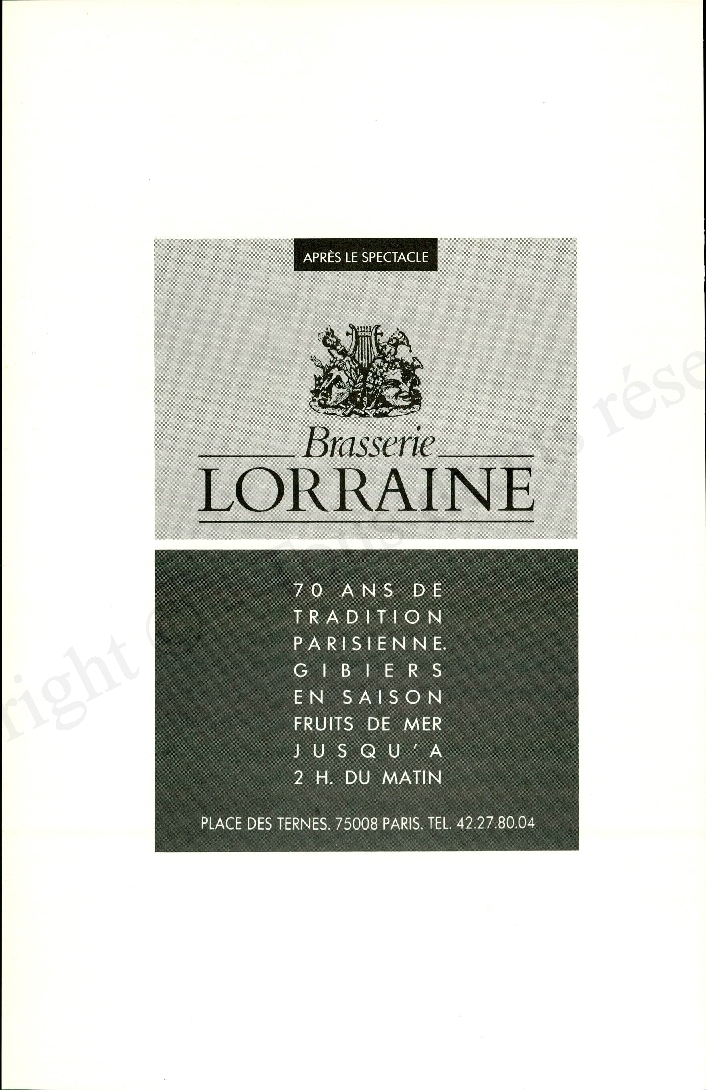 APRÈS LE SPECTACLE
Brasserie
LORRAINE
70 ANS DE
TRADITION
PARISIENNE.
GIBIERS
EN SAISON
FRUITS DE MER
JUSQU'A
2 H. DU MATIN
PLACE DES TERNES. 75008 PARIS. TEL. 42.27.80.04